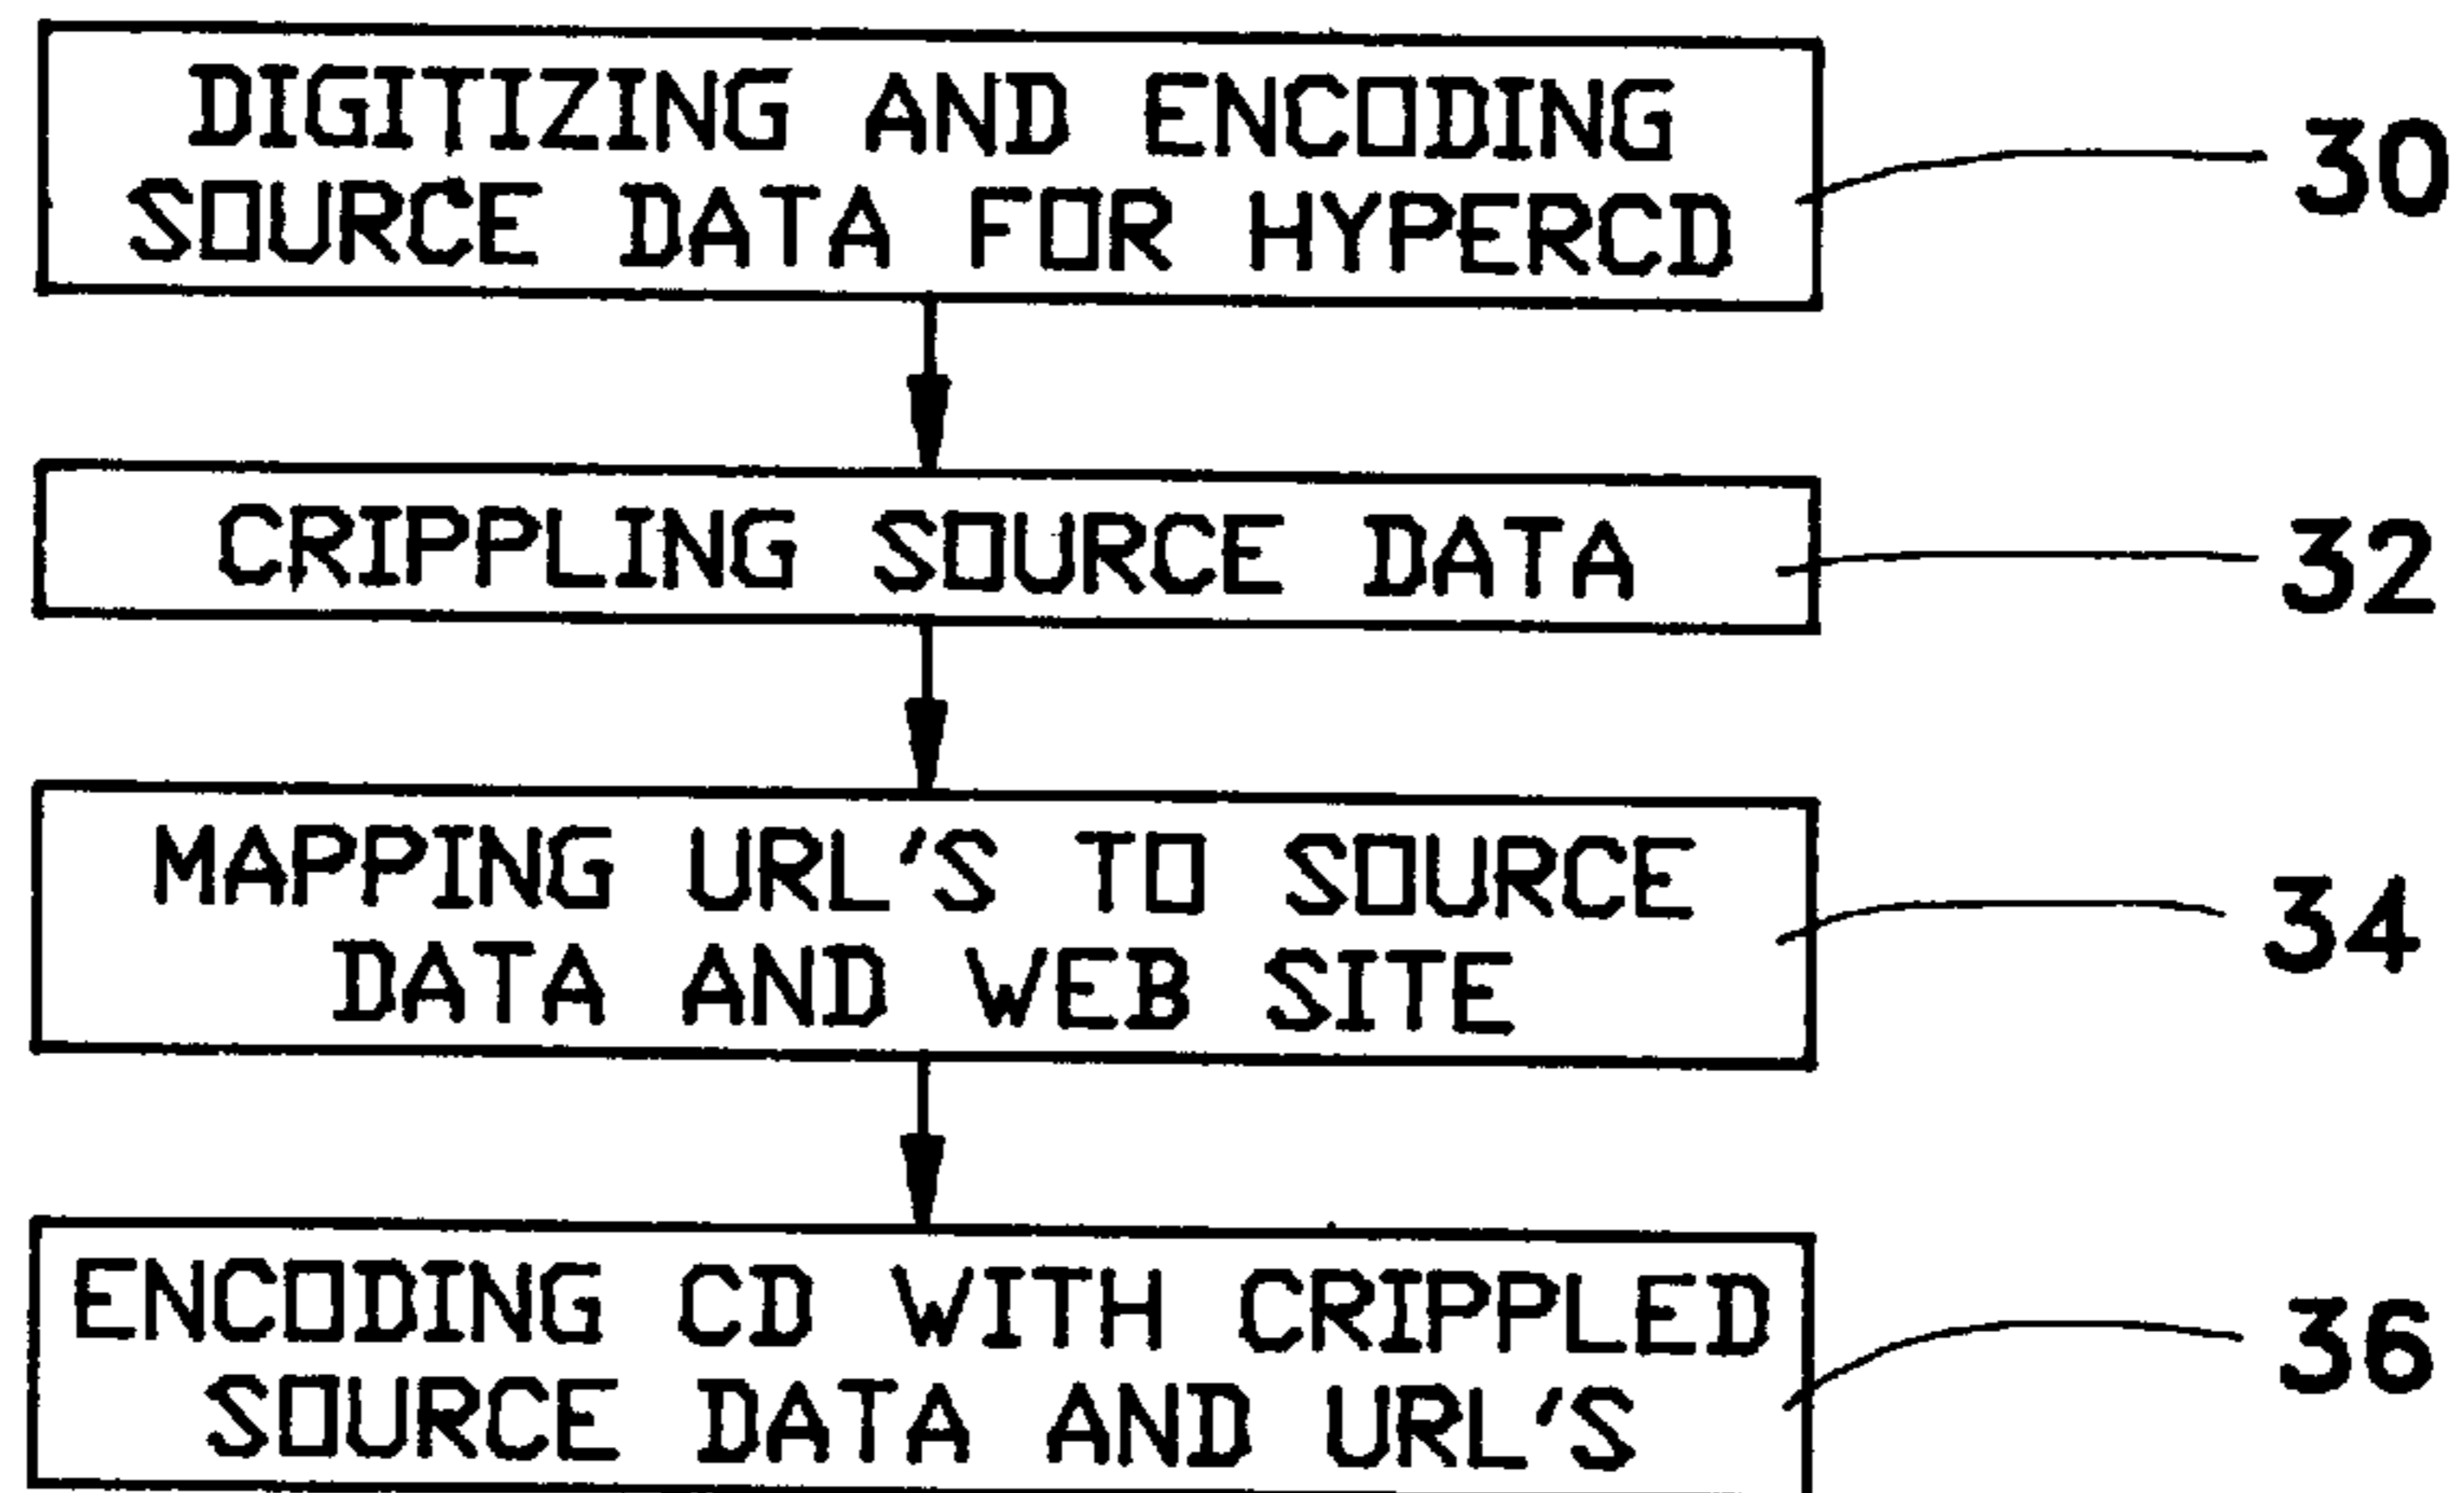 DIGITIZING AND ENCODING
SOURCE DATA FOR HYPERCD
30
CRIPPLING SOURCE DATA
32
MAPPING URL'S TO SOURCE
DATA AND WEB SITE
34
ENCODING CD WITH CRIPPLED
SOURCE DATA AND URL'S
36